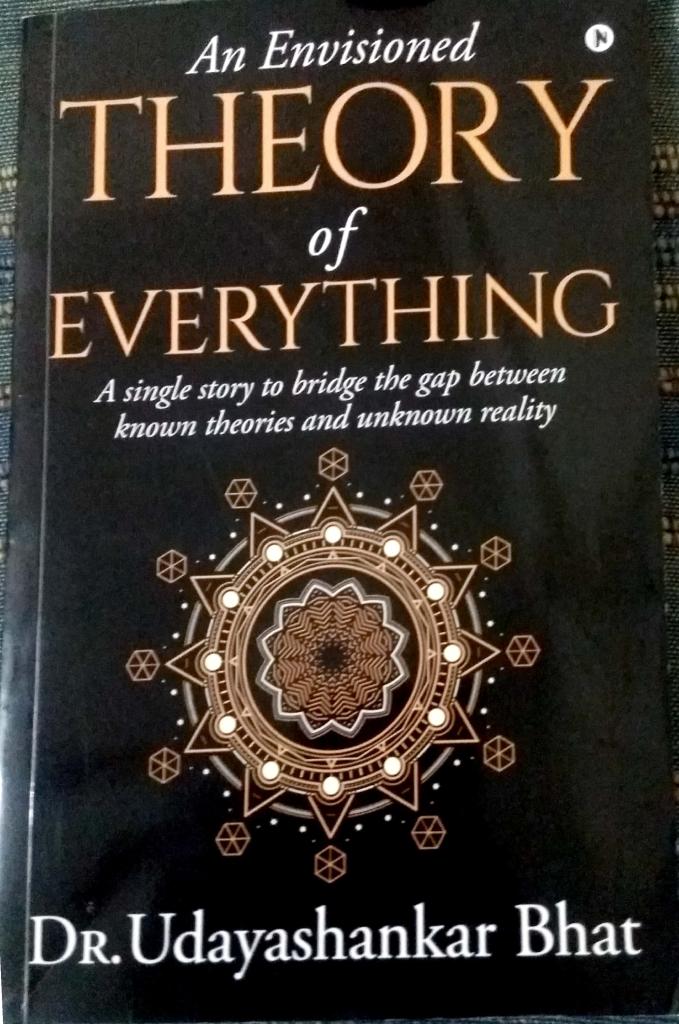 An Envisioned
N
THEORY
of
EVERYTHING
A single story to bridge the gap between
known theories and unknown reality
DR. Udayashankar Bhat